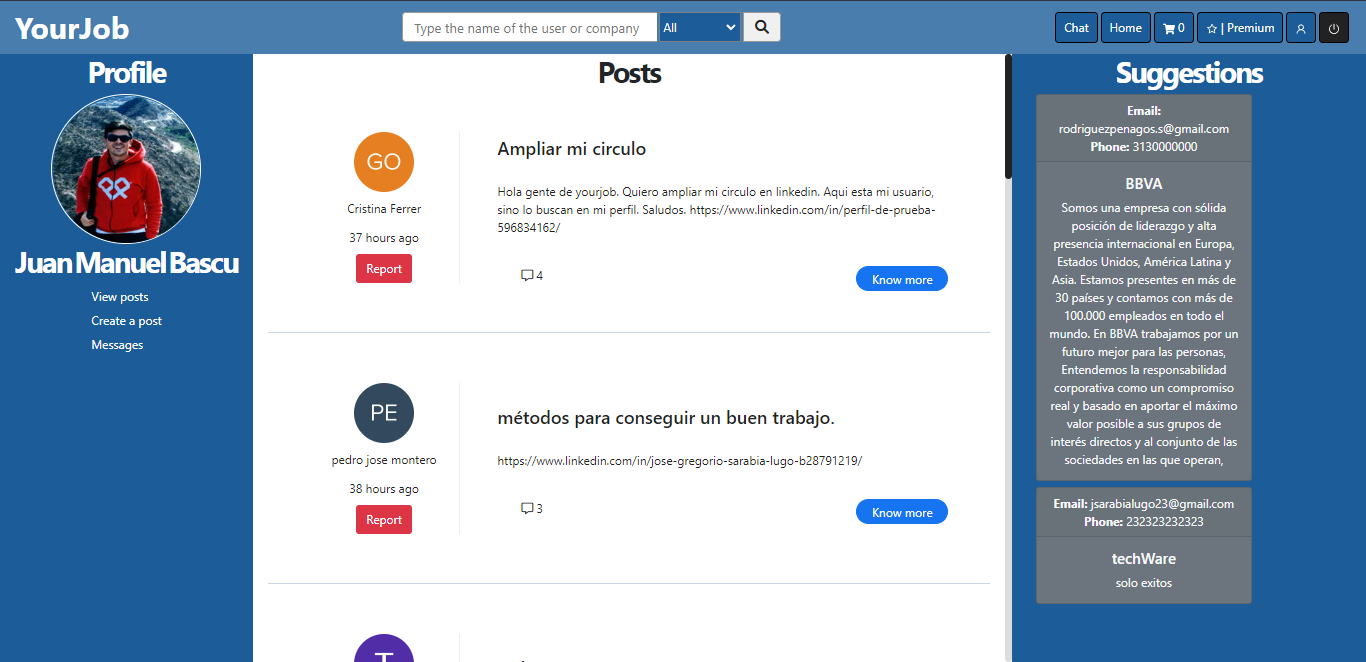 YourJob
Type the name of the user or company
All
Chat
Home
0
| Premium
Profile
Juan Manuel Bascu
View posts
Create a post
Messages
Posts
GO
Cristina Ferrer
37 hours ago
Report
Ampliar mi circulo
Hola gente de yourjob. Quiero ampliar mi circulo en linkedin. Aqui esta mi usuario,
sino lo buscan en mi perfil. Saludos. https://www.linkedin.com/in/perfil-de-prueba-
596834162/
4
Know more
PE
pedro jose montero
38 hours ago
Report
métodos para conseguir un buen trabajo.
https://www.linkedin.com/in/jose-gregorio-sarabia-lugo-b28791219/
3
Know more
Suggestions
Email:
rodriguezpenagos.s@gmail.com
Phone: 3130000000
BBVA
Somos una empresa con sólida
posición de liderazgo y alta
presencia internacional en Europa,
Estados Unidos, América Latina y
Asia. Estamos presentes en más de
30 países y contamos con más de
100.000 empleados en todo el
mundo. En BBVA trabajamos por un
futuro mejor para las personas,
Entendemos la responsabilidad
corporativa como un compromiso
real y basado en aportar el máximo
valor posible a sus grupos de
interés directos y al conjunto de las
sociedades en las que operan,
Email: jsarabialugo23@gmail.com
Phone: 232323232323
techWare
solo exitos